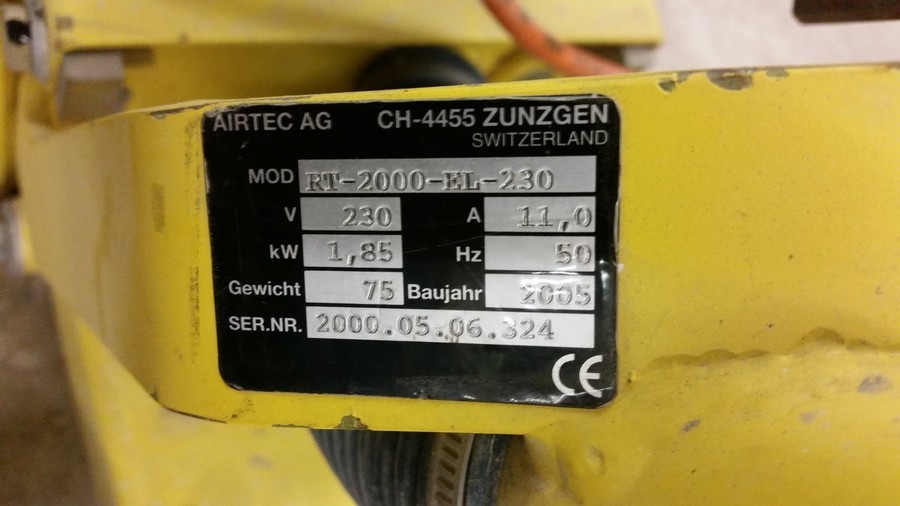 AIRTEC AG CH-4455 ZUNZGEN
SWITZERLAND
MOD RT-2000-EL-230
V 230 A 11,0
kW 1,85 Hz 50
Gewicht 75 Baujahr 2005
SER.NR. 2000.05.06.324
CE